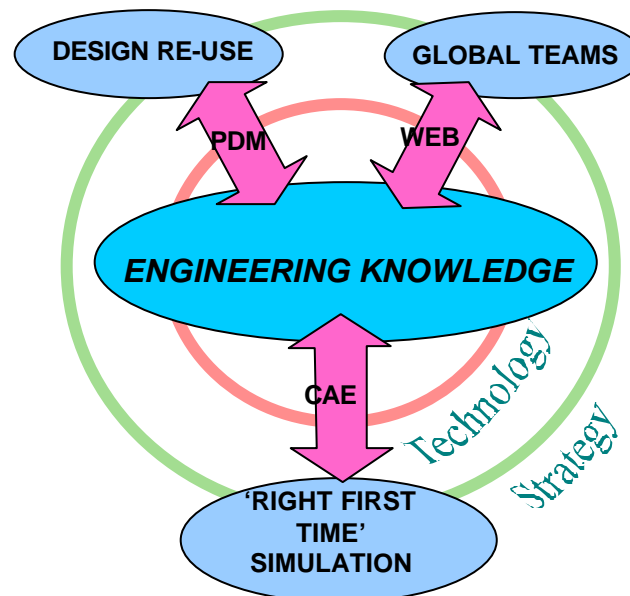 DESIGN RE-USE
GLOBAL TEAMS
PDM
WEB
ENGINEERING KNOWLEDGE
CAE
Technology
Strategy
‘RIGHT FIRST
TIME’
SIMULATION